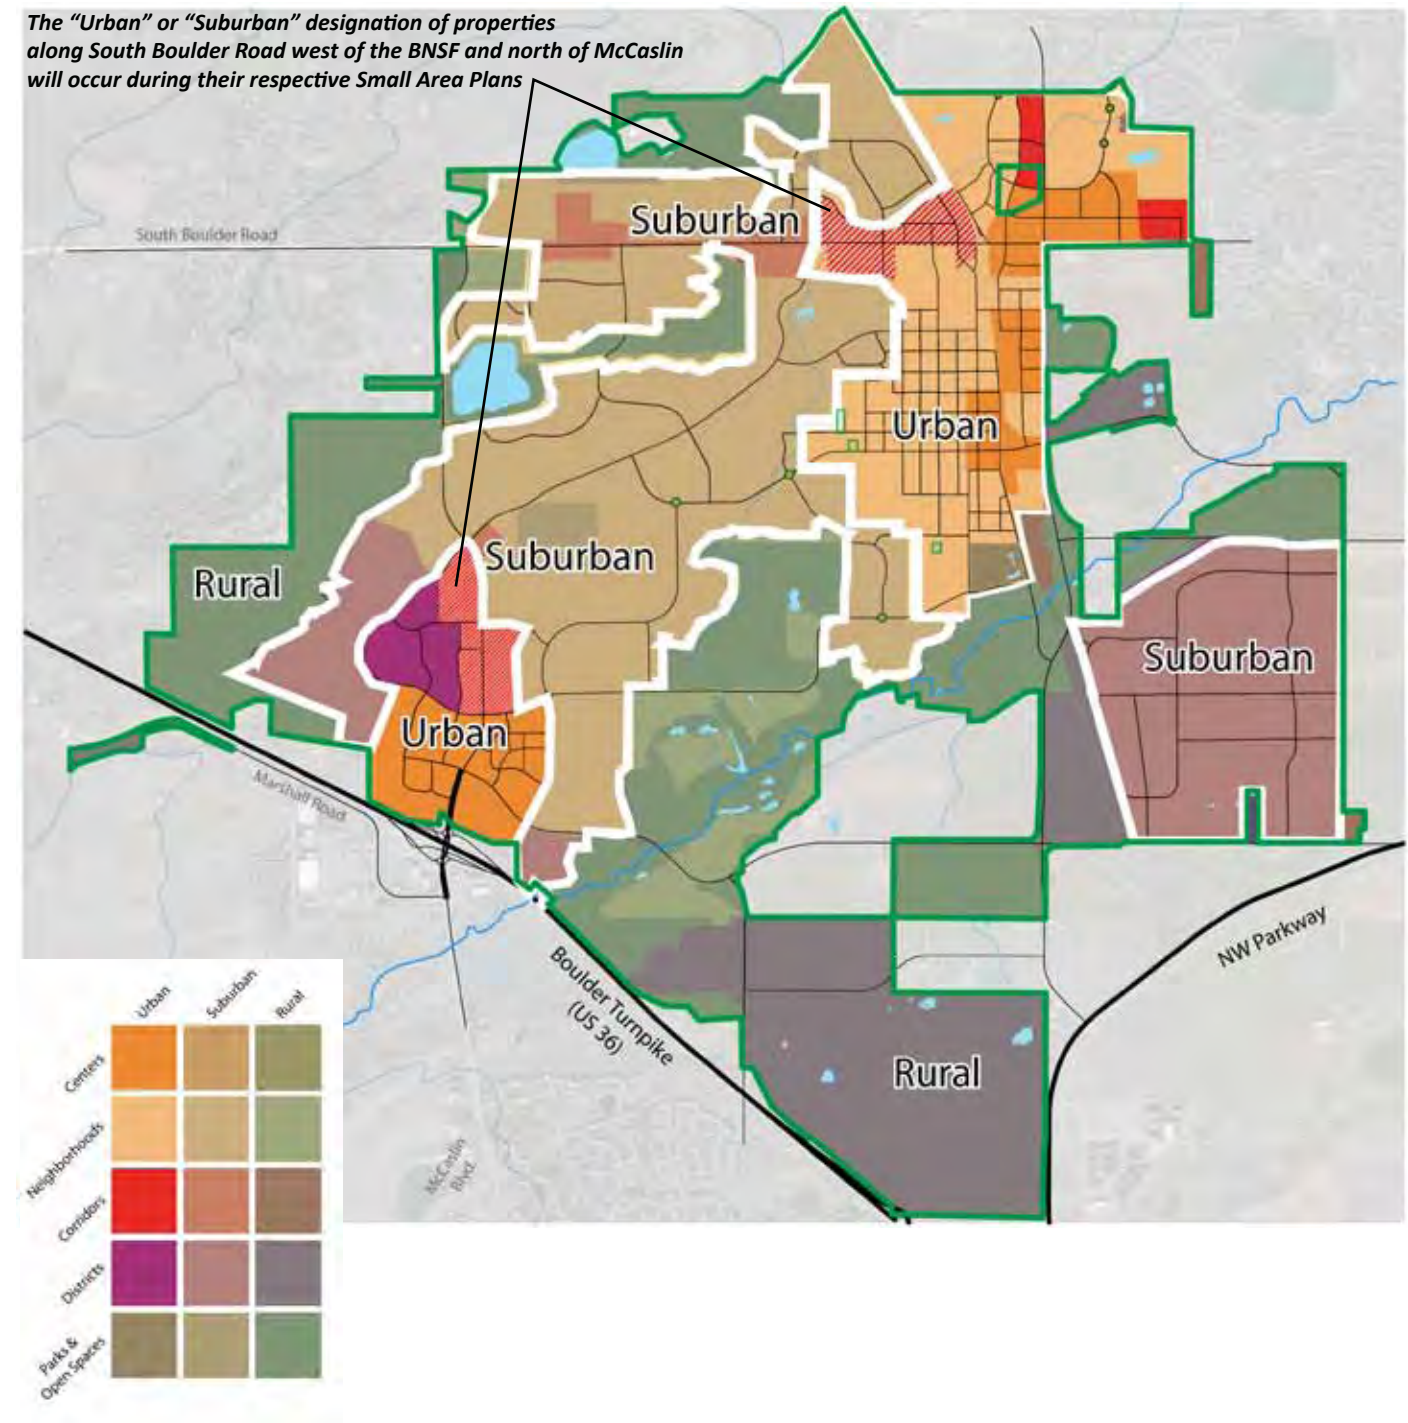 The “Urban” or “Suburban” designation of properties
along South Boulder Road west of the BNSF and north of McCaslin
will occur during their respective Small Area Plans
Suburban
South Boulder Road
Urban
Suburban
Rural
Suburban
Urban
Marshall Road
NW Parkway
Boulder Turnpike
(US 36)
Rural
McCaslin
Blvd.
Urban
Suburban
Rural
Centers
Neighborhoods
Corridors
Districts
Parks &
Open Spaces